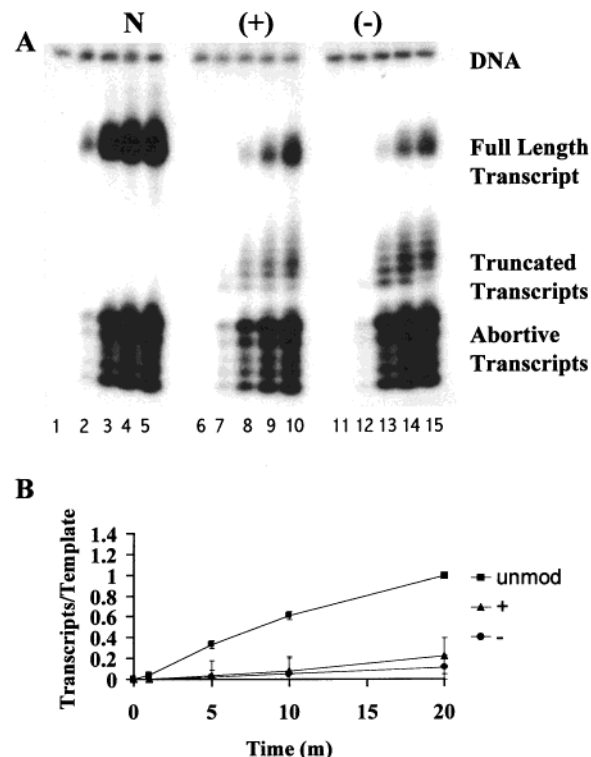 A
N (+) (-)
DNA
Full Length
Transcript
Truncated
Transcripts
Abortive
Transcripts
1 2 3 4 5 6 7 8 9 10 11 12 13 14 15
B
Transcripts/Template
1.4
1.2
1
0.8
0.6
0.4
0.2
0
0 5 10 15 20
Time (m)
unmod
+
-